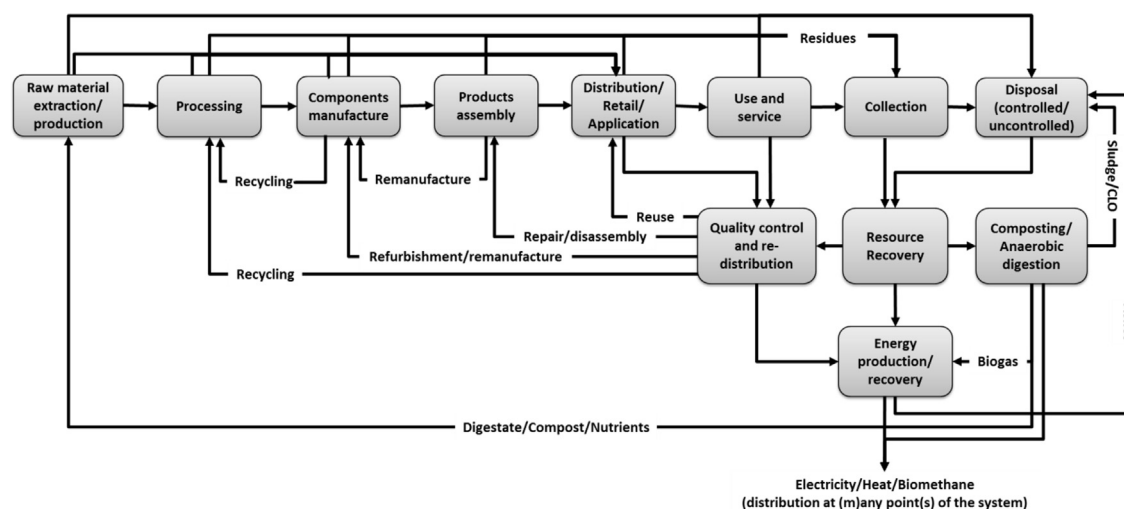 Residues
Raw material
extraction/
production
Processing
Components
manufacture
Products
assembly
Distribution/
Retail/
Application
Use and
service
Collection
Disposal
(controlled/
uncontrolled)
Recycling
Remanufacture
Sludge/CLO
Reuse
Repair/disassembly
Refurbishment/remanufacture
Recycling
Quality control
and re-
distribution
Resource
Recovery
Composting/
Anaerobic
digestion
Energy
production/
recovery
Biogas
Digestate/Compost/Nutrients
Electricity/Heat/Biomethane
(distribution at (m)any point(s) of the system)